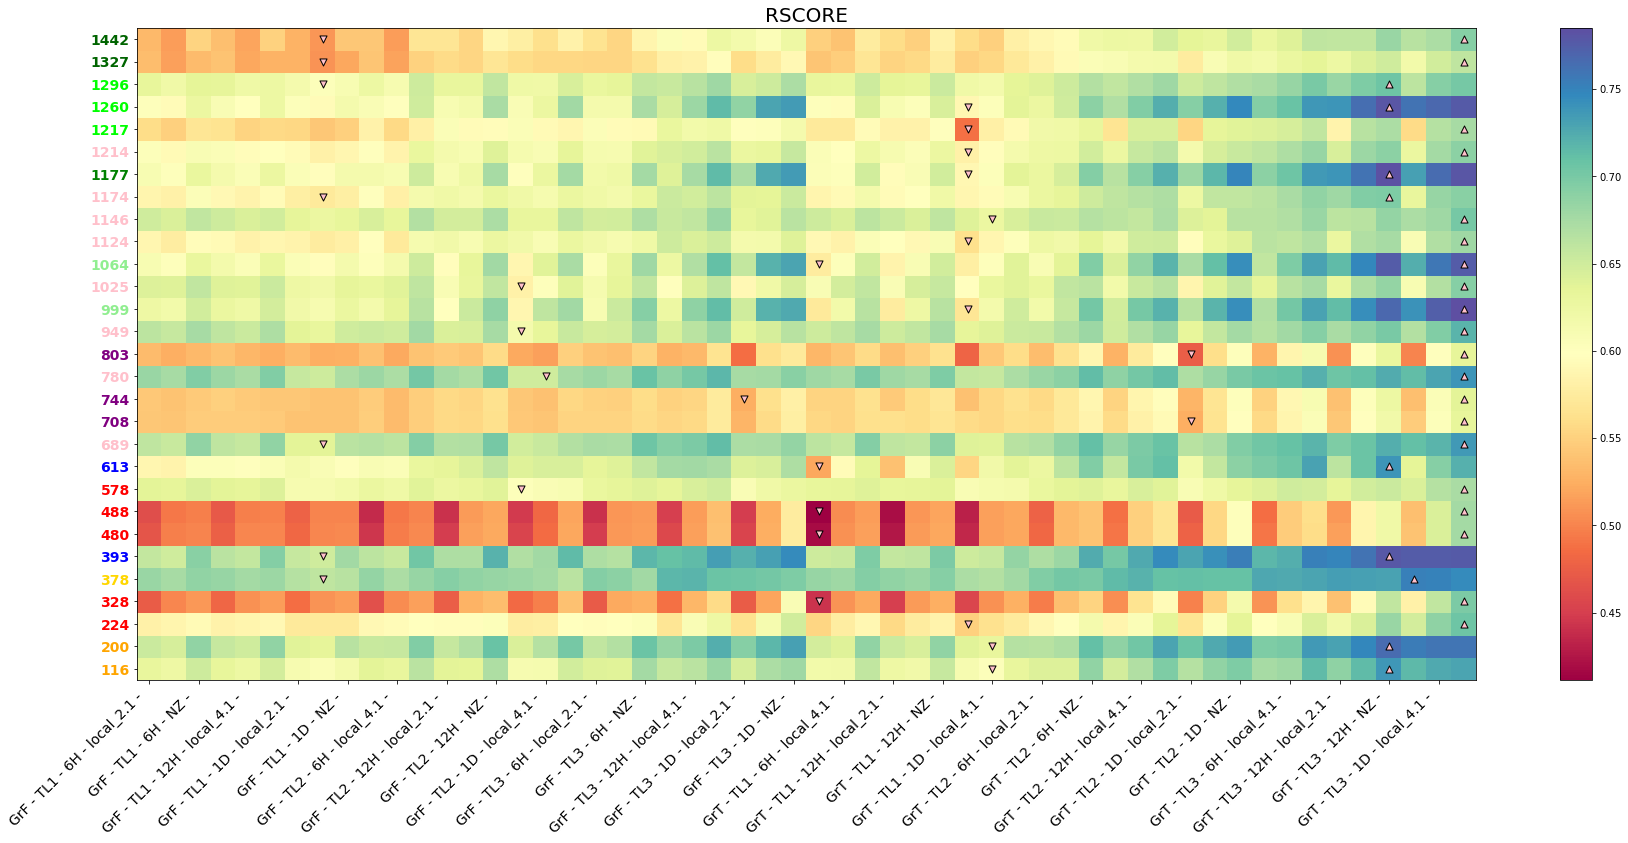 RSCORE
1442
1327
1296
1260
1217
1214
1177
1174
1146
1124
1064
1025
999
949
803
780
744
708
689
613
578
488
480
393
378
328
224
200
116
0.75
0.70
0.65
0.60
0.55
0.50
0.45
GrF - TL1 - 6H - local_2.1 -
GrF - TL1 - 6H - NZ -
GrF - TL1 - 12H - local_4.1 -
GrF - TL1 - 1D - local_2.1 -
GrF - TL1 - 1D - NZ -
GrF - TL2 - 6H - local_4.1 -
GrF - TL2 - 12H - local_2.1 -
GrF - TL2 - 12H - NZ -
GrF - TL2 - 1D - local_4.1 -
GrF - TL3 - 6H - local_2.1 -
GrF - TL3 - 6H - NZ -
GrF - TL3 - 12H - local_4.1 -
GrF - TL3 - 1D - local_2.1 -
GrF - TL3 - 1D - NZ -
GrT - TL1 - 6H - local_4.1 -
GrT - TL1 - 12H - local_2.1 -
GrT - TL1 - 12H - NZ -
GrT - TL1 - 1D - local_4.1 -
GrT - TL2 - 6H - local_2.1 -
GrT - TL2 - 6H - NZ -
GrT - TL2 - 12H - local_4.1 -
GrT - TL2 - 1D - local_2.1 -
GrT - TL2 - 1D - NZ -
GrT - TL3 - 6H - local_4.1 -
GrT - TL3 - 12H - local_2.1 -
GrT - TL3 - 12H - NZ -
GrT - TL3 - 1D - local_4.1 -